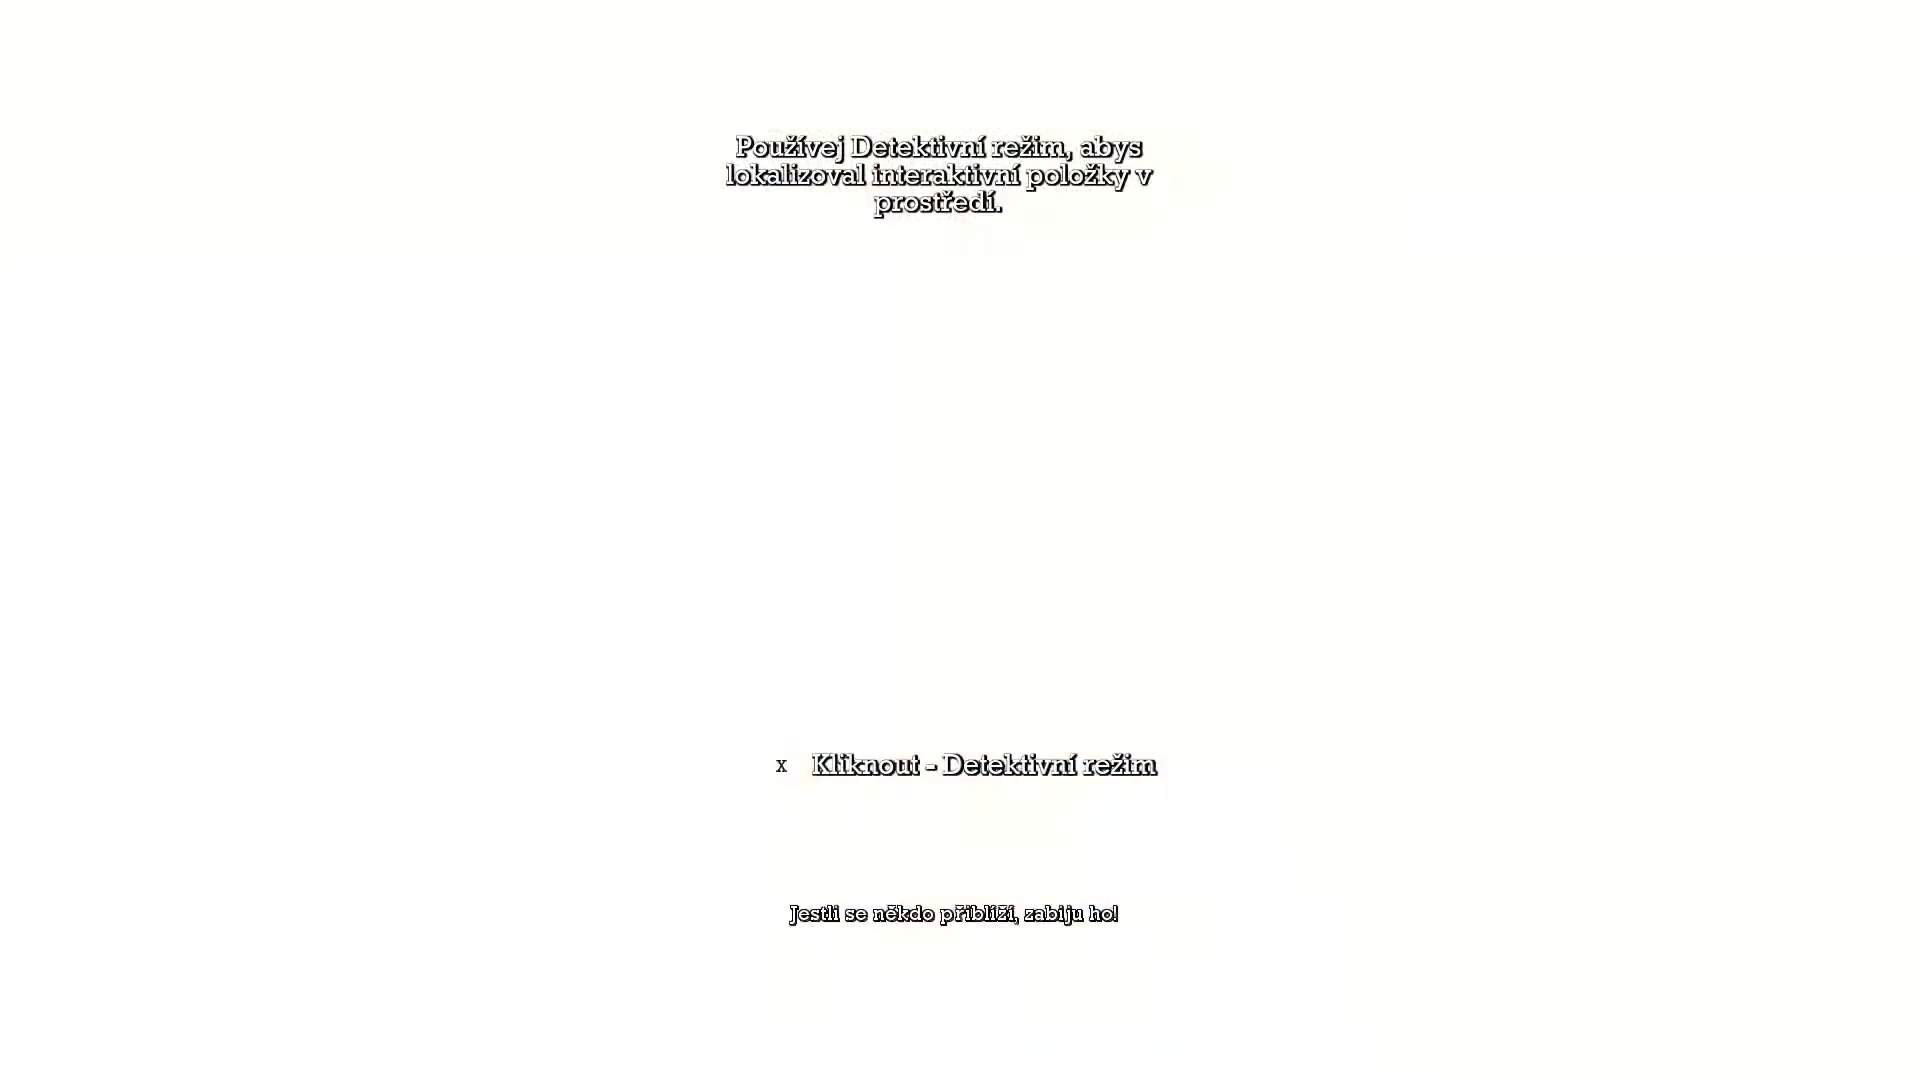 Používej Detektivní režim, abys
lokalizoval interaktivní položky v
prostředí.
x Kliknout - Detektivní režim
Jestli se někdo přiblíží, zabiju ho!